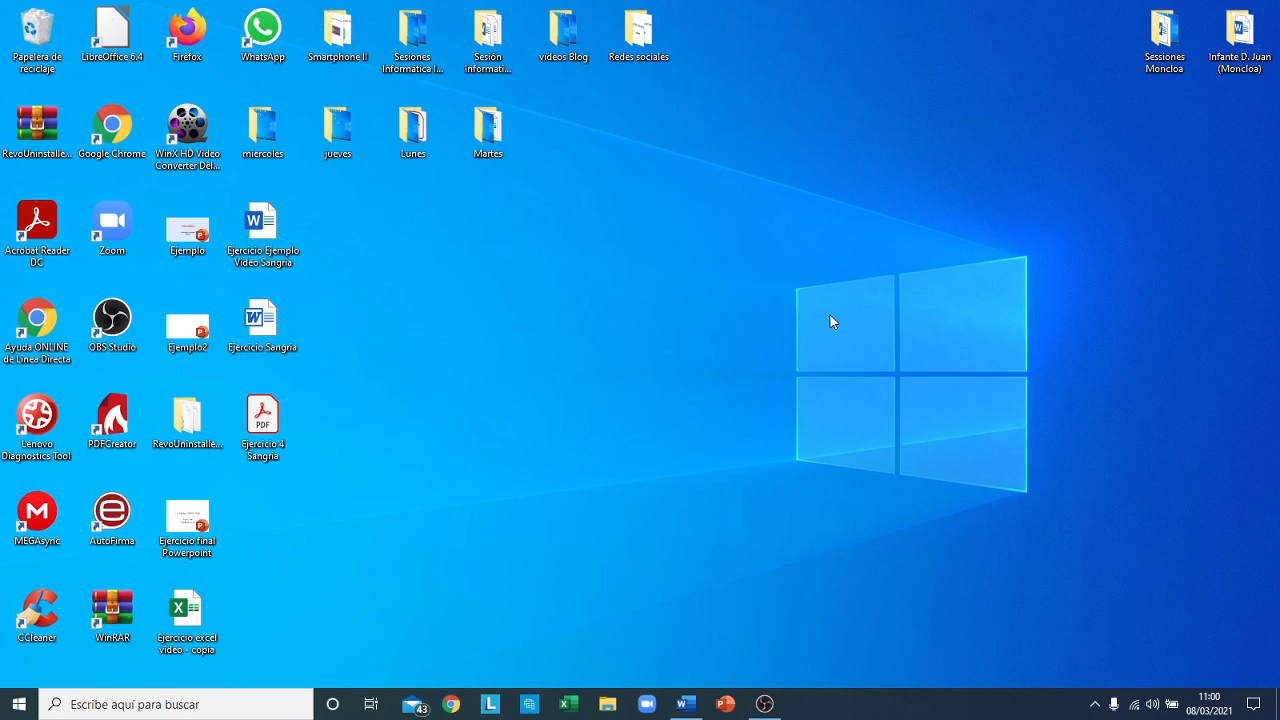 Papelera de
reciclaje
LibreOffice 6.4
Firefox
WhatsApp
Smartphone II
Sesiones
Informática I...
Sesión
Informáti...
videos Blog
Redes sociales
Sessiones
Moncloa
Infante D. Juan
(Moncloa)
RevoUninstalle...
Google Chrome
WinX HD Video
Converter Del...
miercoles
jueves
Lunes
Martes
Acrobat Reader
DC
Zoom
Ejemplo
Ejercicio Ejemplo
Video Sangria
Ayuda ONLINE
de Linea Directa
OBS Studio
Ejemplo2
Ejercicio Sangria
Lenovo
Diagnostics Tool
PDFCreator
RevoUninstalle...
PDF
Ejercicio 4
Sangria
MEGAsync
AutoFirma
Ejercicio final
Powerpoint
CCleaner
WinRAR
Ejercicio excel
video - copia
Escribe aquí para buscar
43
11:00
08/03/2021